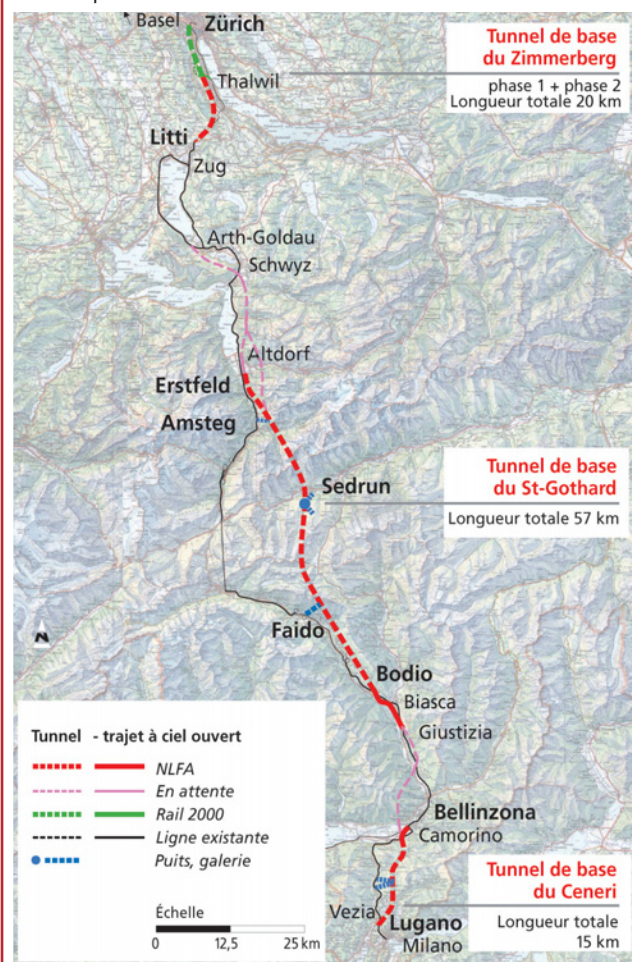 Basel
Zürich
Tunnel de base
du Zimmerberg
phase 1 + phase 2
Longueur totale 20 km
Thalwil
Litti
Zug
Arth-Goldau
Schwyz
Altdorf
Erstfeld
Amsteg
Sedrun
Tunnel de base
du St-Gothard
Longueur totale 57 km
N
Faido
Bodio
Biasca
Giustizia
Tunnel - trajet à ciel ouvert
NLFA
En attente
Rail 2000
Ligne existante
Puits, galerie
Bellinzona
Camorino
Tunnel de base
du Ceneri
Longueur totale
15 km
Échelle
0 12,5 25 km
Vezia
Lugano
Milano